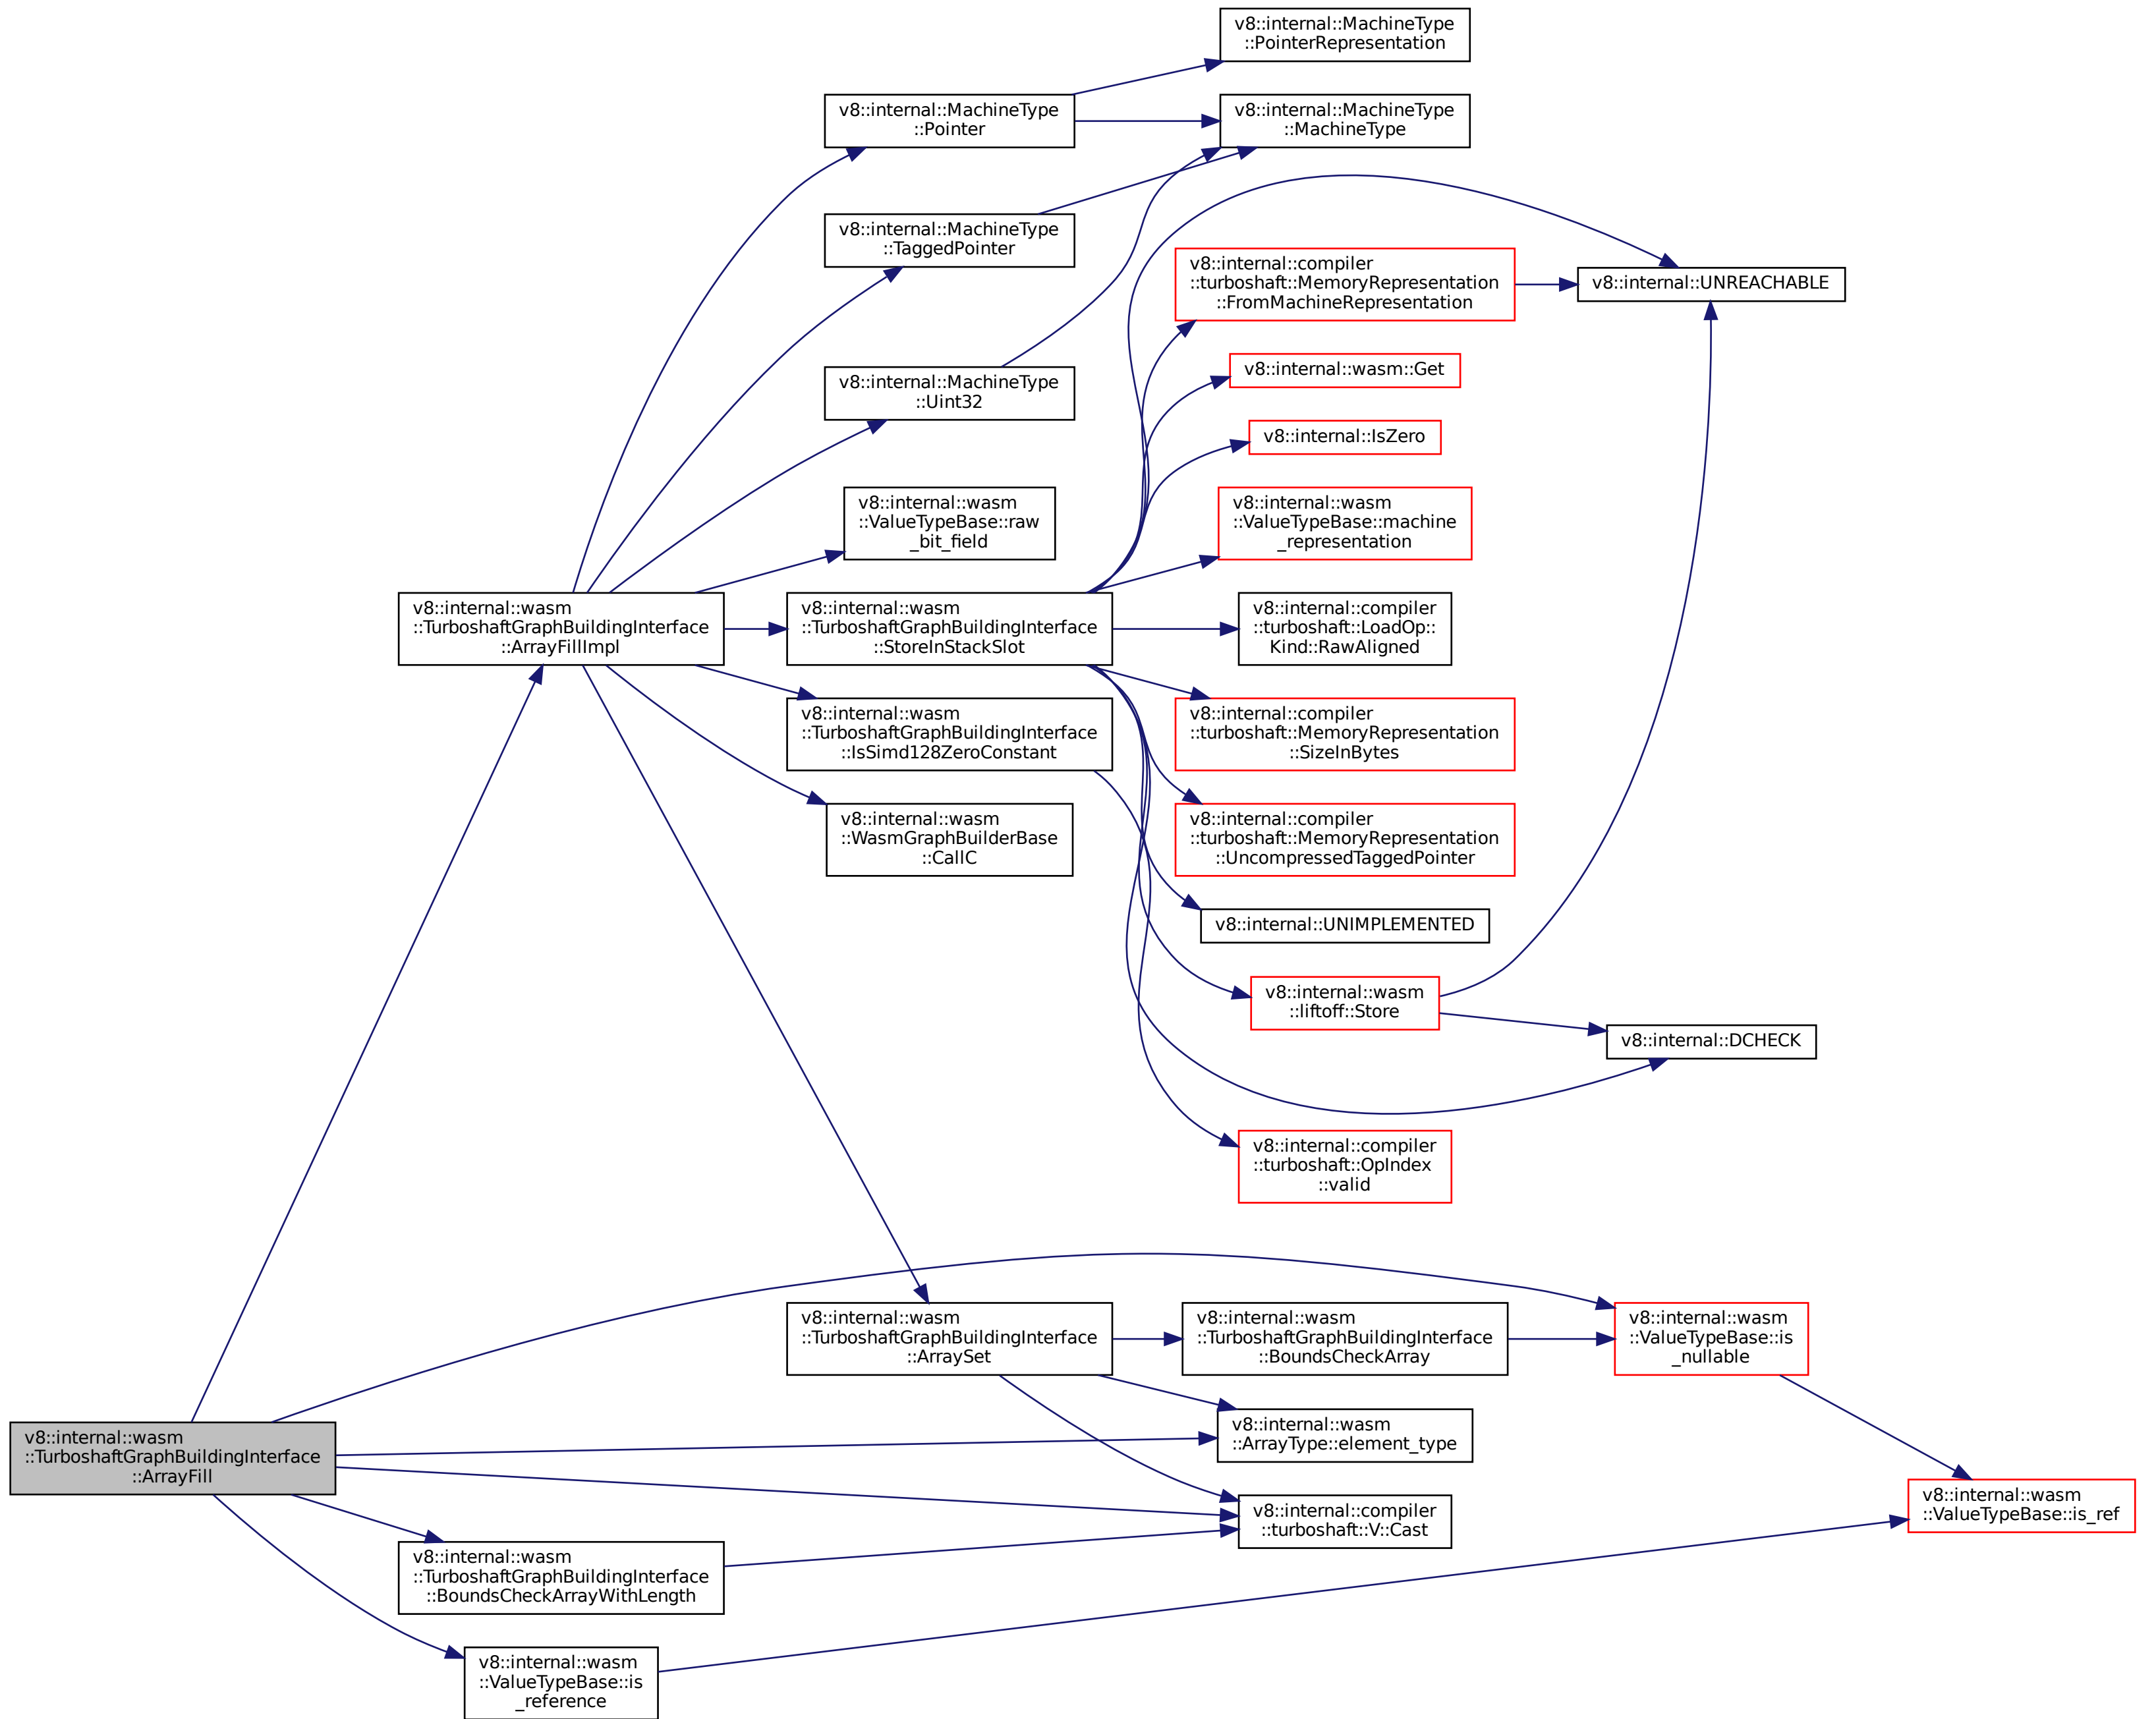 v8::internal::MachineType
::PointerRepresentation
v8::internal::MachineType
::Pointer
v8::internal::MachineType
::MachineType
v8::internal::MachineType
::TaggedPointer
v8::internal::compiler
::turboshaft::MemoryRepresentation
::FromMachineRepresentation
v8::internal::UNREACHABLE
v8::internal::MachineType
::Uint32
v8::internal::wasm::Get
v8::internal::IsZero
v8::internal::wasm
::ValueTypeBase::raw
_bit_field
v8::internal::wasm
::ValueTypeBase::machine
_representation
v8::internal::wasm
::TurboshaftGraphBuildingInterface
::ArrayFillImpl
v8::internal::wasm
::TurboshaftGraphBuildingInterface
::StoreInStackSlot
v8::internal::compiler
::turboshaft::LoadOp::
Kind::RawAligned
v8::internal::wasm
::TurboshaftGraphBuildingInterface
::IsSimd128ZeroConstant
v8::internal::compiler
::turboshaft::MemoryRepresentation
::SizeInBytes
v8::internal::wasm
::WasmGraphBuilderBase
::CallC
v8::internal::compiler
::turboshaft::MemoryRepresentation
::UncompressedTaggedPointer
v8::internal::UNIMPLEMENTED
v8::internal::wasm
::liftoff::Store
v8::internal::DCHECK
v8::internal::compiler
::turboshaft::OpIndex
::valid
v8::internal::wasm
::TurboshaftGraphBuildingInterface
::ArraySet
v8::internal::wasm
::TurboshaftGraphBuildingInterface
::BoundsCheckArray
v8::internal::wasm
::ValueTypeBase::is
_nullable
v8::internal::wasm
::TurboshaftGraphBuildingInterface
::ArrayFill
v8::internal::wasm
::ArrayType::element_type
v8::internal::compiler
::turboshaft::V::Cast
v8::internal::wasm
::ValueTypeBase::is_ref
v8::internal::wasm
::TurboshaftGraphBuildingInterface
::BoundsCheckArrayWithLength
v8::internal::wasm
::ValueTypeBase::is
_reference